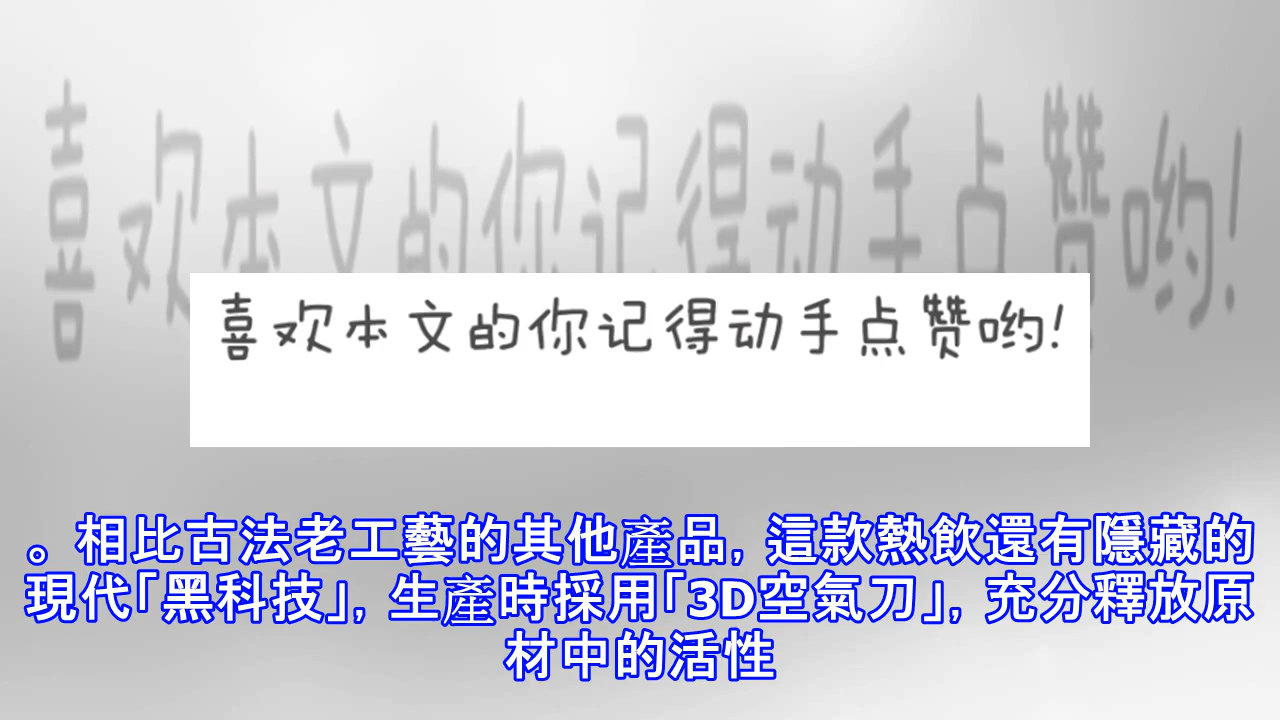 喜欢本文的你记得动手点赞哟!
喜欢本文的你记得动手点赞哟!
。相比古法老工藝的其他產品,這款熱飲還有隱藏的
現代「黑科技」,生產時採用「3D空氣刀」,充分釋放原
材中的活性